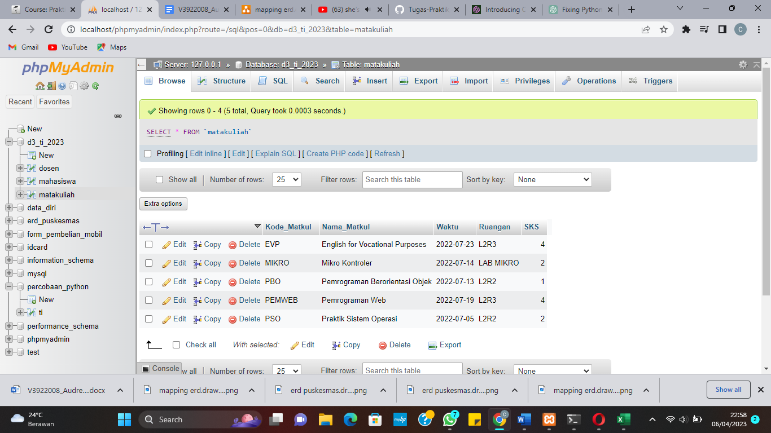 Course: Prakt
localhost / 12
V3922008_Au
mapping erd.
(63) she's
Tugas-Praktik
Introducing G
Fixing Python
localhost/phpmyadmin/index.php?route=/sql&pos=0&db=d3_ti_2023&table=matakuliah
Gmail YouTube Maps
phpMyAdmin
Recent Favorites
New
d3_ti_2023
New
dosen
mahasiswa
matakuliah
data_diri
erd_puskesmas
form_pembelian_mobil
idcard
information_schema
mysql
percobaan_python
New
ti
performance_schema
phpmyadmin
test
Server: 127.0.0.1 » Database: d3_ti_2023 » Table: matakuliah
Browse Structure SQL Search Insert Export Import Privileges Operations Triggers
Showing rows 0 - 4 (5 total, Query took 0.0003 seconds.)
SELECT * FROM `matakuliah`
Profiling [ Edit inline ] [ Edit ] [ Explain SQL ] [ Create PHP code ] [ Refresh ]
Show all | Number of rows: 25 Filter rows: Search this table Sort by key: None
Extra options
←T→ Kode_Matkul Nama_Matkul Waktu Ruangan SKS
Edit Copy Delete EVP English for Vocational Purposes 2022-07-23 L2R3 4
Edit Copy Delete MIKRO Mikro Kontroler 2022-07-14 LAB MIKRO 2
Edit Copy Delete PBO Pemrograman Berorientasi Objek 2022-07-13 L2R2 1
Edit Copy Delete PEMWEB Pemrograman Web 2022-07-19 L2R3 4
Edit Copy Delete PSO Praktik Sistem Operasi 2022-07-05 L2R2 2
Check all With selected: Edit Copy Delete Export
Console
w all | Number of rows: 25 Filter rows: Search this table Sort by key: None
V3922008_Audre....docx
mapping erd.draw....png
erd puskesmas.dr....png
erd puskesmas.dr....png
mapping erd.draw....png
Show all
24°C
Berawan
Search
22:58
08/04/2023